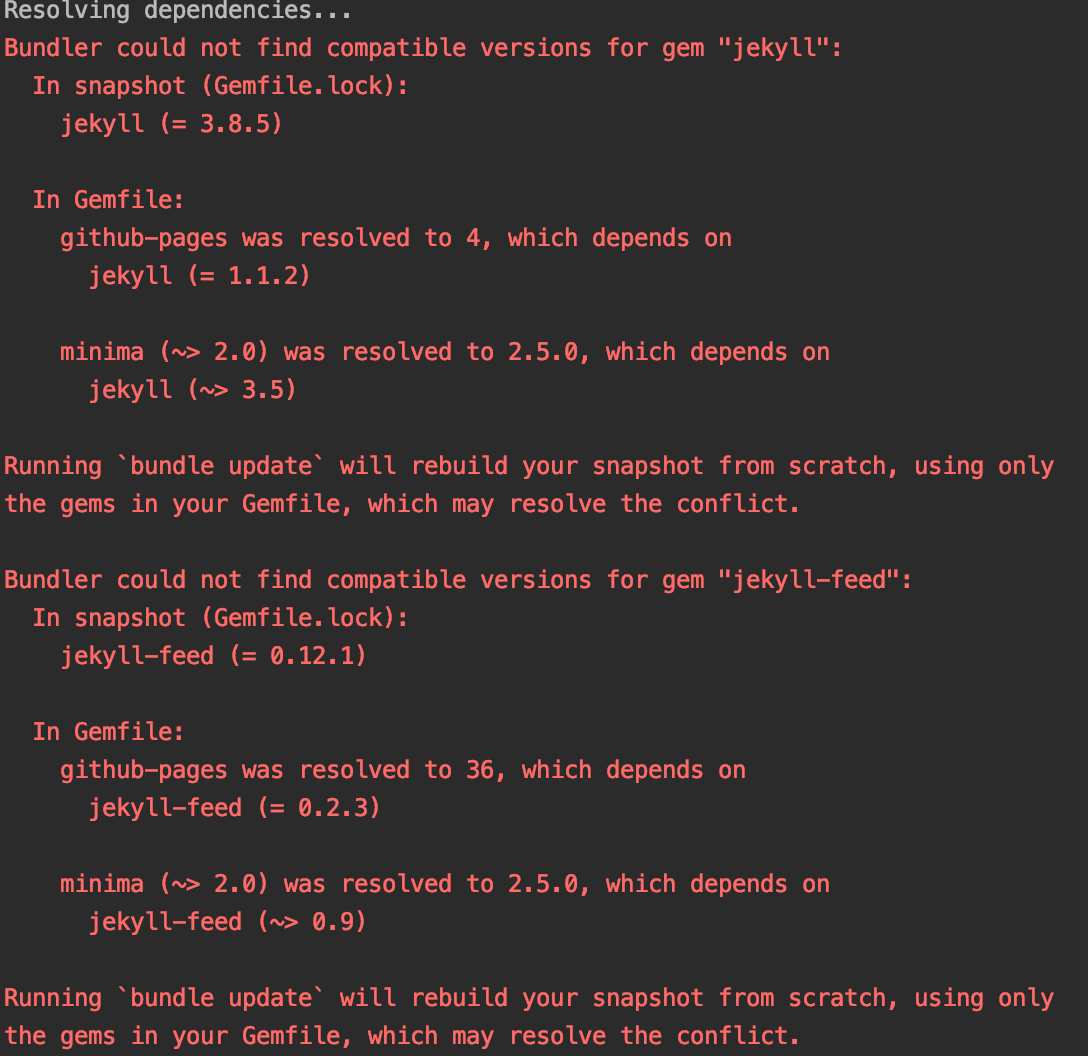 Resolving dependencies...
Bundler could not find compatible versions for gem "jekyll":
  In snapshot (Gemfile.lock):
    jekyll (= 3.8.5)

  In Gemfile:
    github-pages was resolved to 4, which depends on
      jekyll (= 1.1.2)

    minima (~> 2.0) was resolved to 2.5.0, which depends on
      jekyll (~> 3.5)

Running `bundle update` will rebuild your snapshot from scratch, using only
the gems in your Gemfile, which may resolve the conflict.

Bundler could not find compatible versions for gem "jekyll-feed":
  In snapshot (Gemfile.lock):
    jekyll-feed (= 0.12.1)

  In Gemfile:
    github-pages was resolved to 36, which depends on
      jekyll-feed (= 0.2.3)

    minima (~> 2.0) was resolved to 2.5.0, which depends on
      jekyll-feed (~> 0.9)

Running `bundle update` will rebuild your snapshot from scratch, using only
the gems in your Gemfile, which may resolve the conflict.